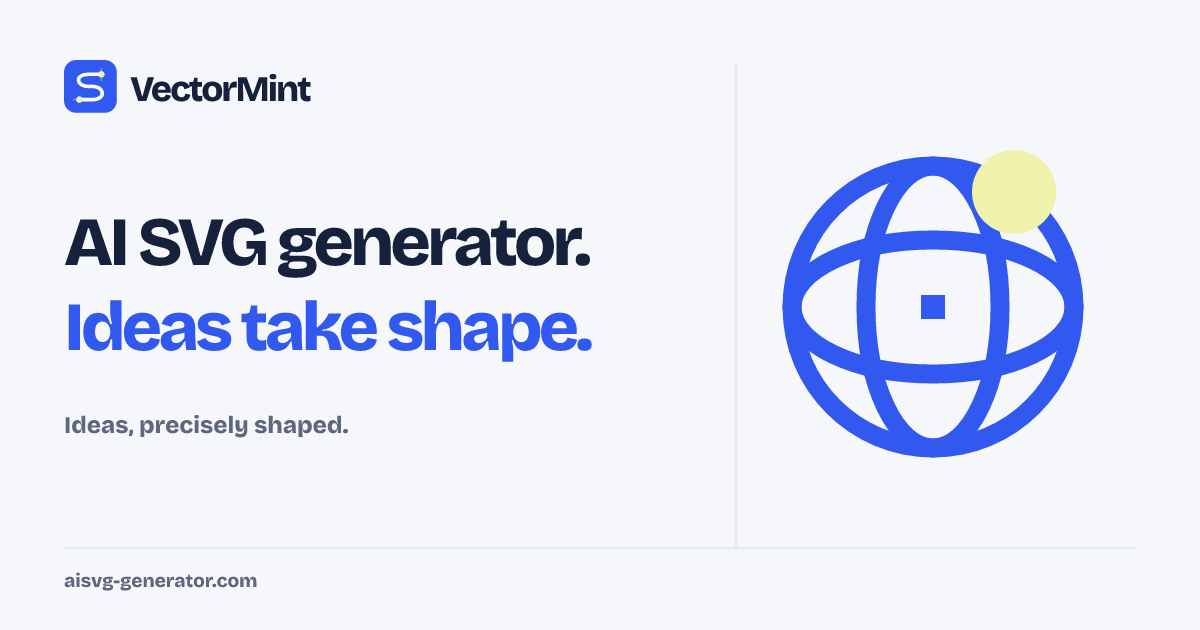 VectorMint
AI SVG generator.
Ideas take shape.
Ideas, precisely shaped.
aisvg-generator.com